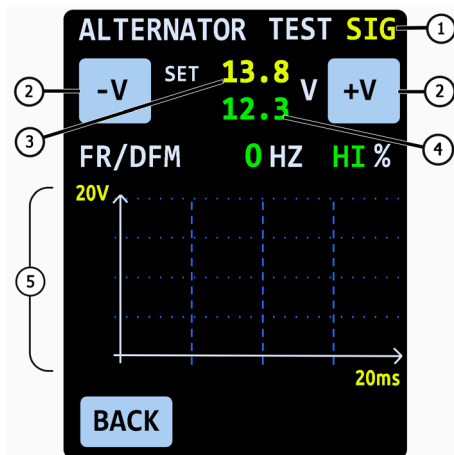 ALTERNATOR TEST SIG 1
2 -V SET 13.8 V +V 2
3 12.3 4
FR/DFM 0 HZ HI %
20V
5
20ms
BACK